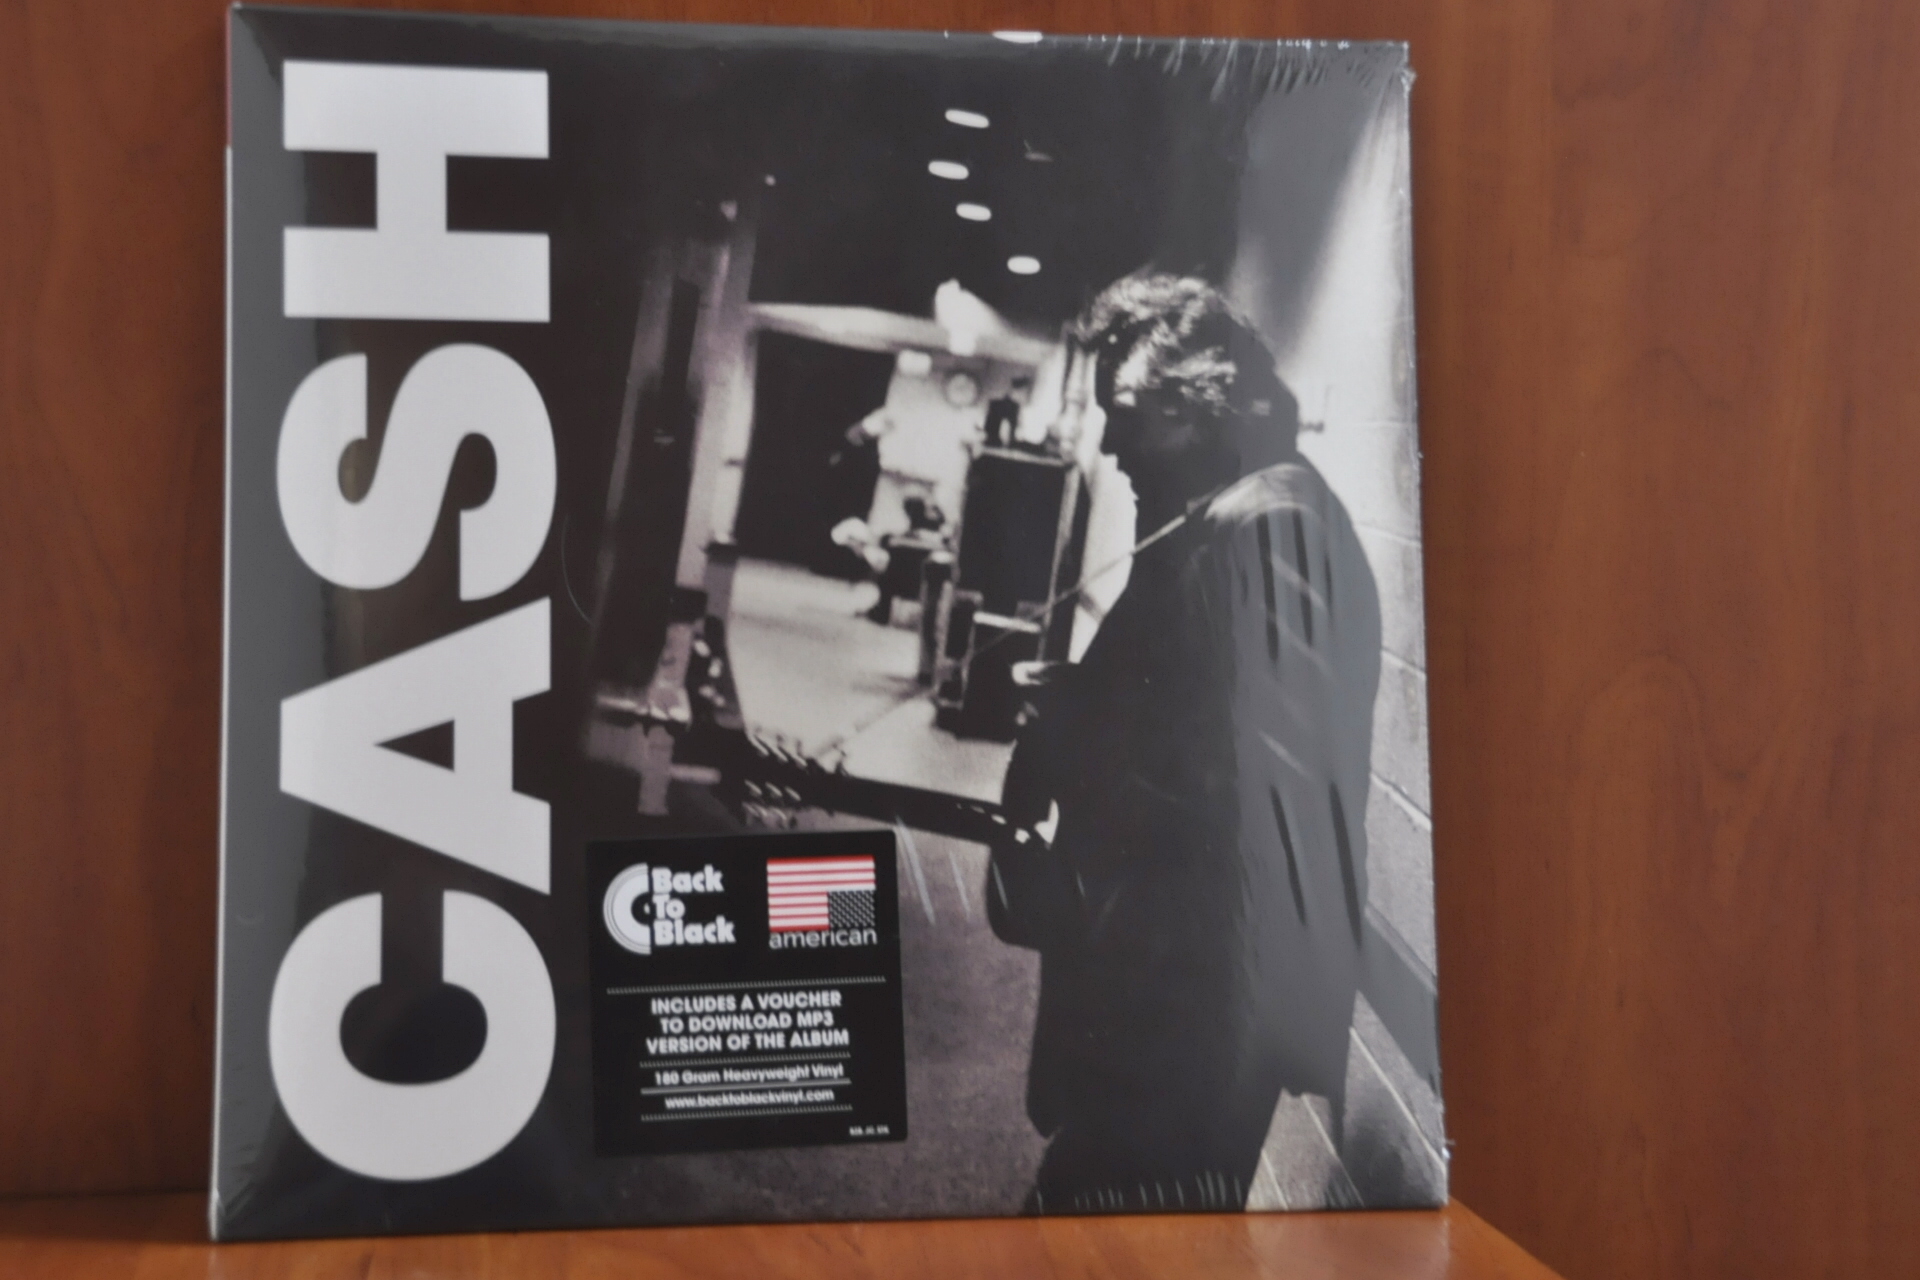 CASH
Back
To
Black
american
INCLUDES A VOUCHER
TO DOWNLOAD MP3
VERSION OF THE ALBUM
180 Gram Heavyweight Vinyl
www.backtoblackvinyl.com